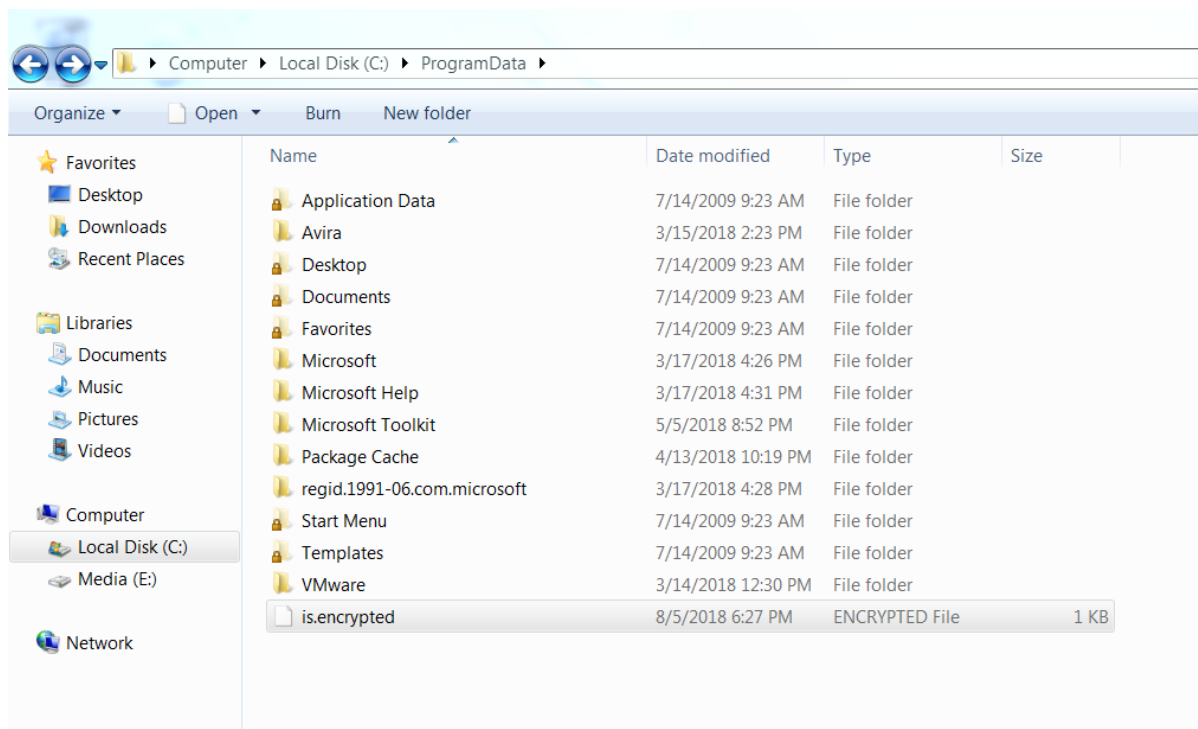 Computer Local Disk (C:) ProgramData
Organize Open Burn New folder
Favorites
Desktop
Downloads
Recent Places
Libraries
Documents
Music
Pictures
Videos
Computer
Local Disk (C:)
Media (E:)
Network
Name Date modified Type Size
Application Data 7/14/2009 9:23 AM File folder
Avira 3/15/2018 2:23 PM File folder
Desktop 7/14/2009 9:23 AM File folder
Documents 7/14/2009 9:23 AM File folder
Favorites 7/14/2009 9:23 AM File folder
Microsoft 3/17/2018 4:26 PM File folder
Microsoft Help 3/17/2018 4:31 PM File folder
Microsoft Toolkit 5/5/2018 8:52 PM File folder
Package Cache 4/13/2018 10:19 PM File folder
regid.1991-06.com.microsoft 3/17/2018 4:28 PM File folder
Start Menu 7/14/2009 9:23 AM File folder
Templates 7/14/2009 9:23 AM File folder
VMware 3/14/2018 12:30 PM File folder
is.encrypted 8/5/2018 6:27 PM ENCRYPTED File 1 KB